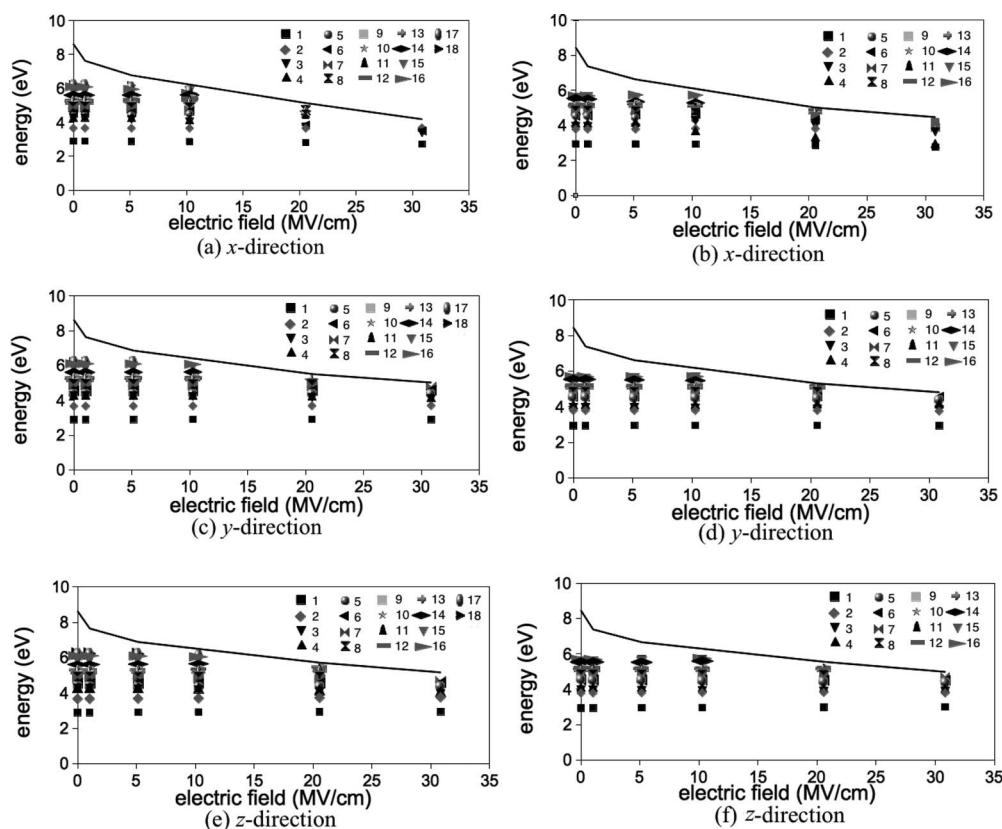 10
8
6
4
2
0
energy (eV)
1 5 9 13 17
2 6 10 14 18
3 7 11 15
4 8 12 16
0 5 10 15 20 25 30 35
electric field (MV/cm)
(a) x-direction
10
8
6
4
2
0
energy (eV)
1 5 9 13
2 6 10 14
3 7 11 15
4 8 12 16
0 5 10 15 20 25 30 35
electric field (MV/cm)
(b) x-direction
10
8
6
4
2
0
energy (eV)
1 5 9 13 17
2 6 10 14 18
3 7 11 15
4 8 12 16
0 5 10 15 20 25 30 35
electric field (MV/cm)
(c) y-direction
10
8
6
4
2
0
energy (eV)
1 5 9 13
2 6 10 14
3 7 11 15
4 8 12 16
0 5 10 15 20 25 30 35
electric field (MV/cm)
(d) y-direction
10
8
6
4
2
0
energy (eV)
1 5 9 13 17
2 6 10 14 18
3 7 11 15
4 8 12 16
0 5 10 15 20 25 30 35
electric field (MV/cm)
(e) z-direction
10
8
6
4
2
0
energy (eV)
1 5 9 13
2 6 10 14
3 7 11 15
4 8 12 16
0 5 10 15 20 25 30 35
electric field (MV/cm)
(f) z-direction